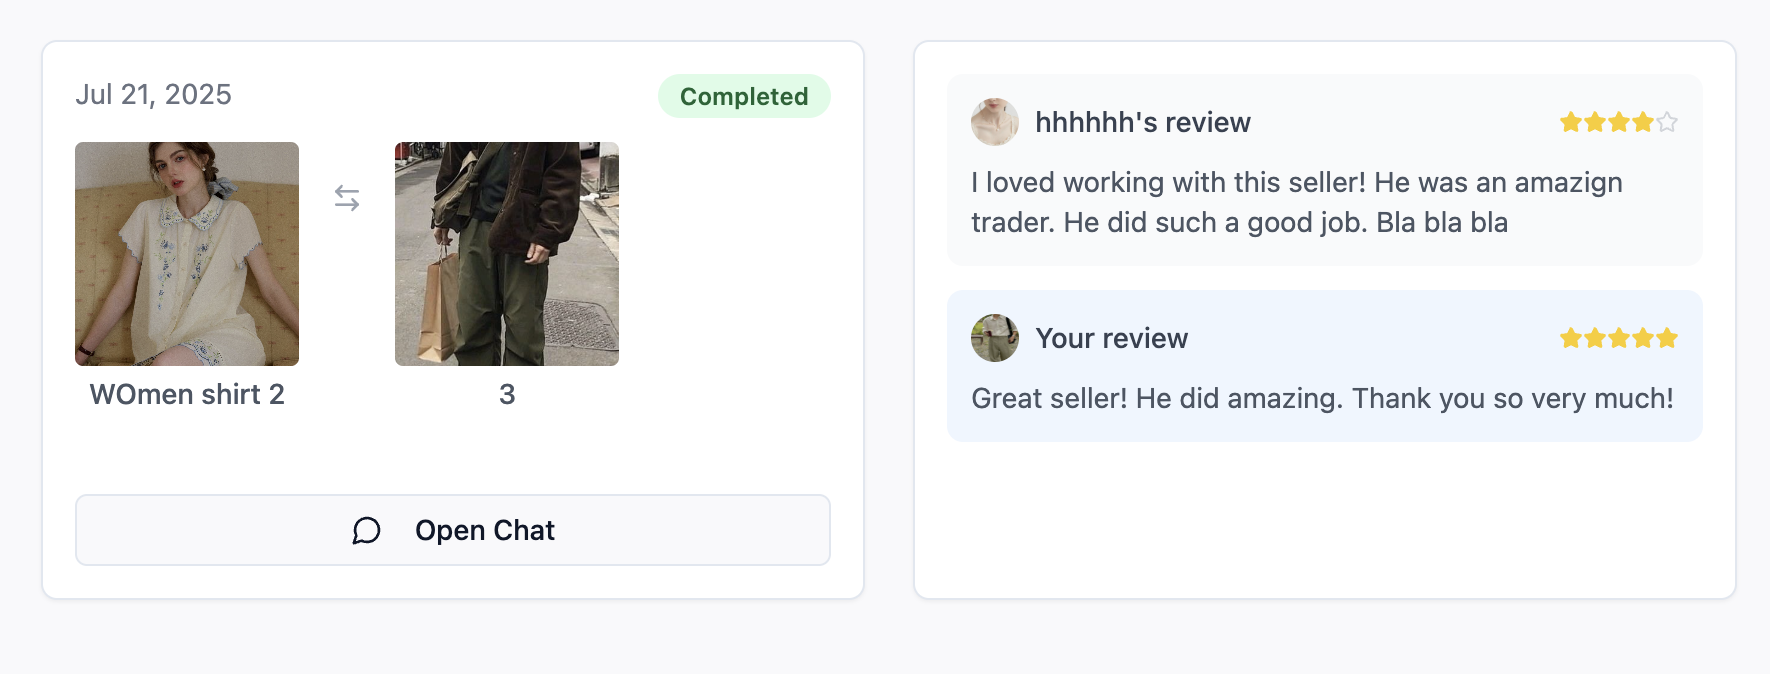 Jul 21, 2025
Completed
WOmen shirt 2
3
Open Chat
hhhhhh's review
I loved working with this seller! He was an amazign
trader. He did such a good job. Bla bla bla
Your review
Great seller! He did amazing. Thank you so very much!